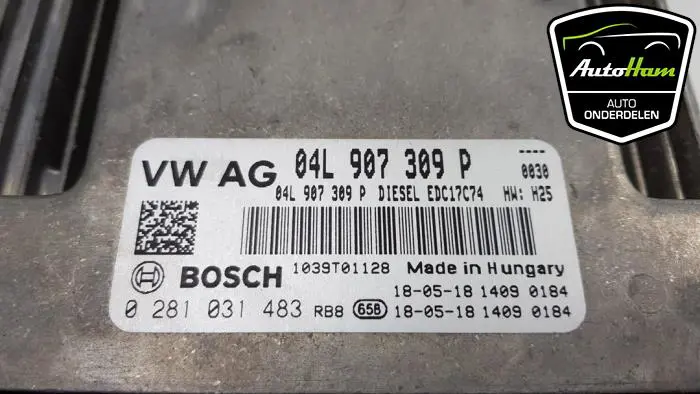 AutoHam
AUTO
ONDERDELEN
VW AG 04L 907 309 P 0030
04L 907 309 P DIESEL EDC17C74 HW: H25
BOSCH 1039T01128 Made in Hungary
18-05-18 1409 0184
0 281 031 483 RB8 65B 18-05-18 1409 0184